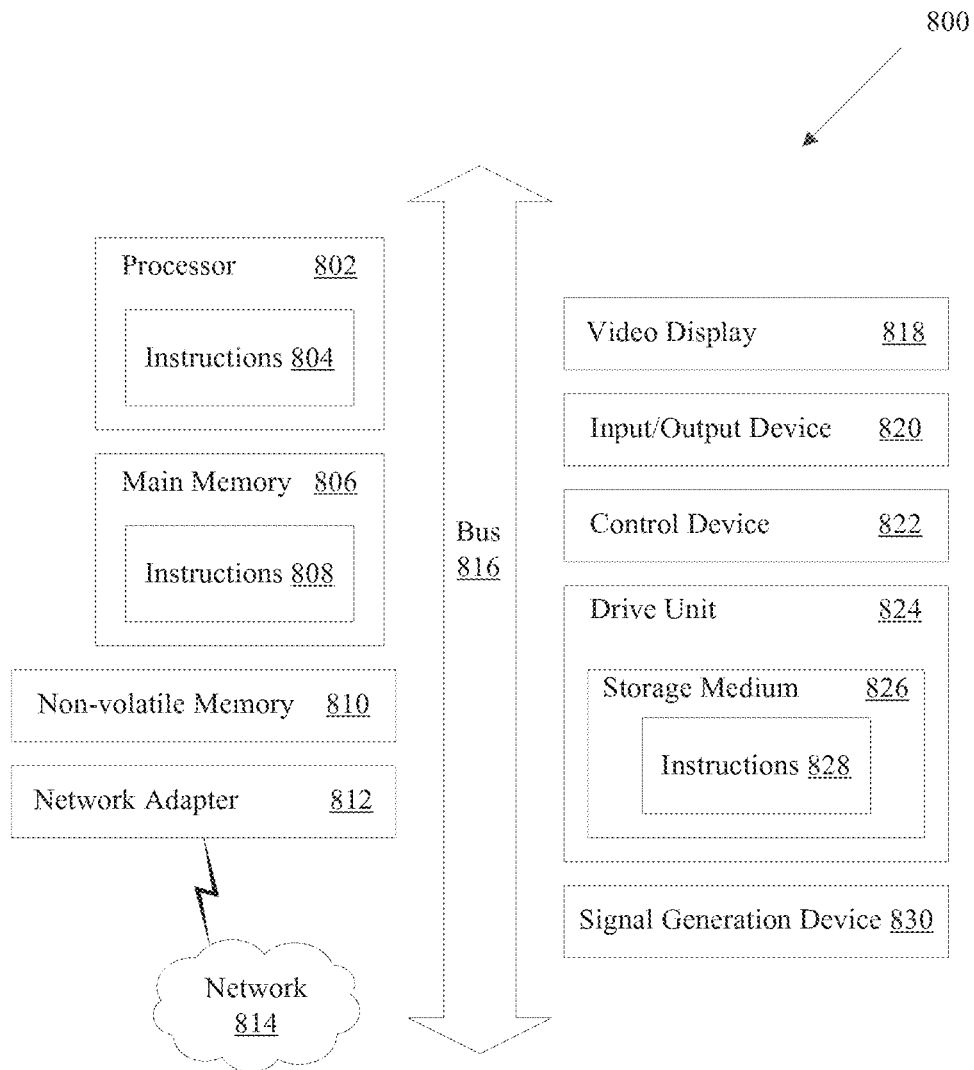 800
Processor 802
Instructions 804
Main Memory 806
Instructions 808
Non-volatile Memory 810
Network Adapter 812
Network
814
Bus
816
Video Display 818
Input/Output Device 820
Control Device 822
Drive Unit 824
Storage Medium 826
Instructions 828
Signal Generation Device 830